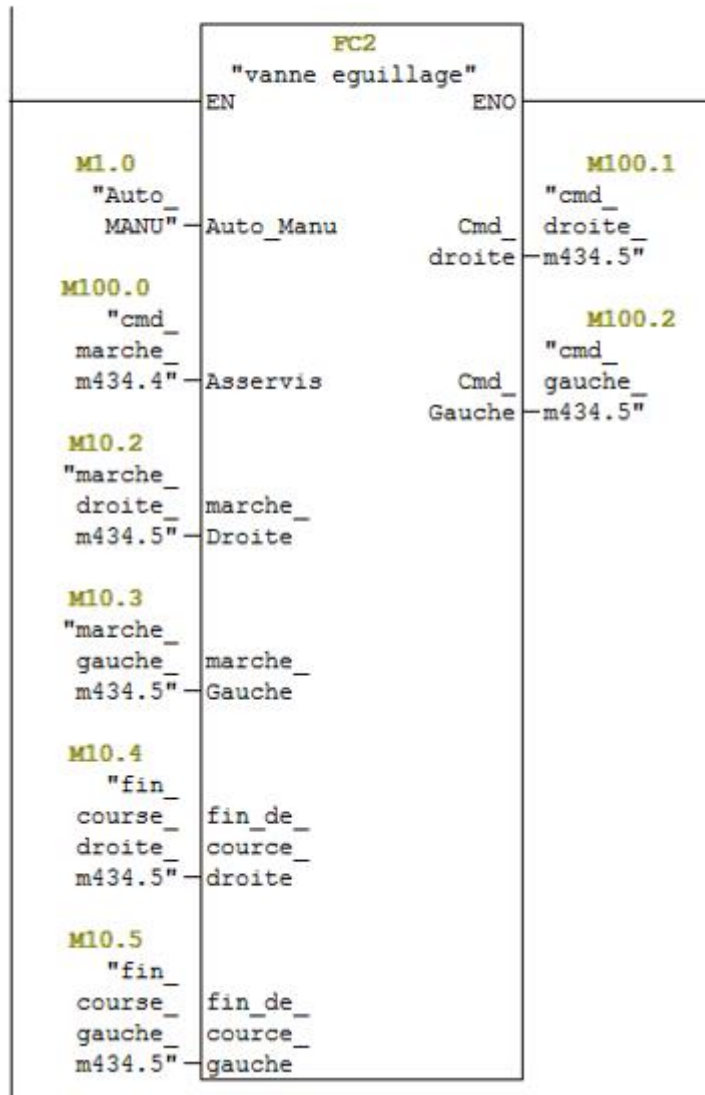 FC2
"vanne eguillage"
EN ENO
M1.0 M100.1
"Auto_ "cmd_
MANU" Auto_Manu Cmd_ droite_
droite m434.5"
M100.0
"cmd_ M100.2
marche_ "cmd_
m434.4" Asservis Cmd_ gauche_
Gauche m434.5"
M10.2
"marche_
droite_ marche_
m434.5" Droite
M10.3
"marche_
gauche_ marche_
m434.5" Gauche
M10.4
"fin_
course_ fin_de_
droite_ cource_
m434.5" droite
M10.5
"fin_
course_ fin_de_
gauche_ cource_
m434.5" gauche